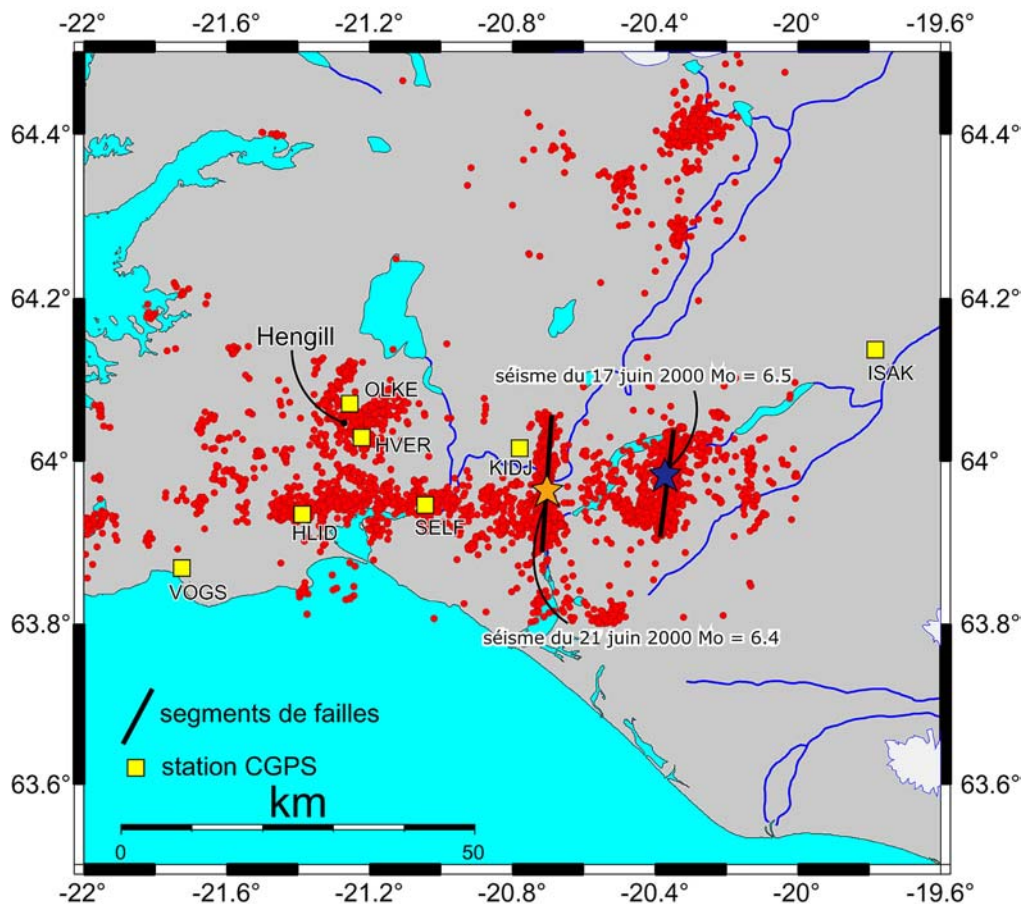 -22° -21.6° -21.2° -20.8° -20.4° -20° -19.6°
64.4° 64.4°
64.2° 64.2°
Hengill
ISAK
séisme du 17 juin 2000 Mo = 6.5
OLKE
HVER
KIDJ
64° 64°
HLID
SELF
VOGS
63.8° 63.8°
séisme du 21 juin 2000 Mo = 6.4
segments de failles
station CGPS
63.6° 63.6°
km
0 50
-22° -21.6° -21.2° -20.8° -20.4° -20° -19.6°